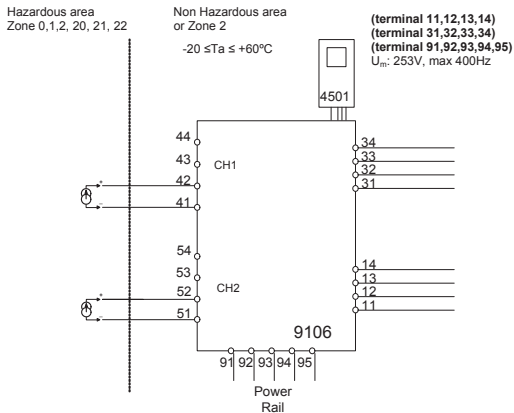 Hazardous area
Zone 0,1,2, 20, 21, 22
Non Hazardous area
or Zone 2
-20 ≤Ta ≤ +60ºC
(terminal 11,12,13,14)
(terminal 31,32,33,34)
(terminal 91,92,93,94,95)
Um: 253V, max 400Hz
4501
44
43
42
41
CH1
34
33
32
31
+
-
54
53
52
51
CH2
14
13
12
11
+
-
9106
91 92 93 94 95
Power
Rail